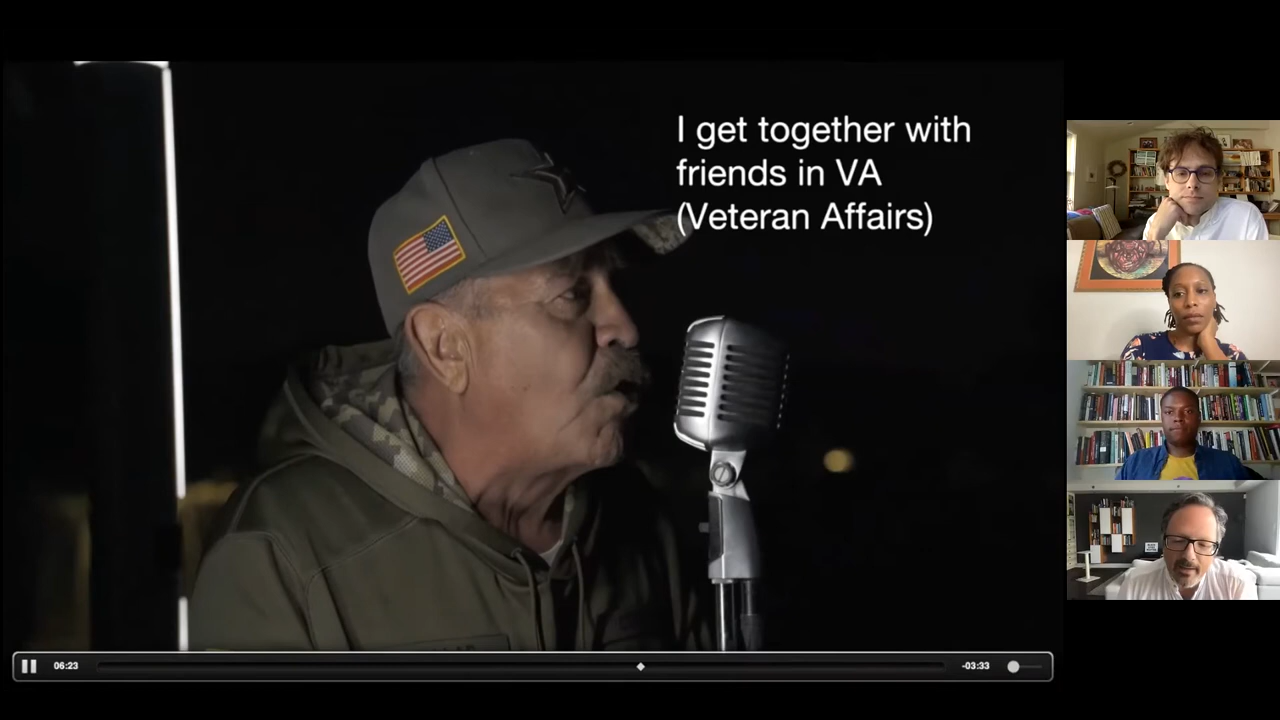 I get together with
friends in VA
(Veteran Affairs)
06:23
-03:33